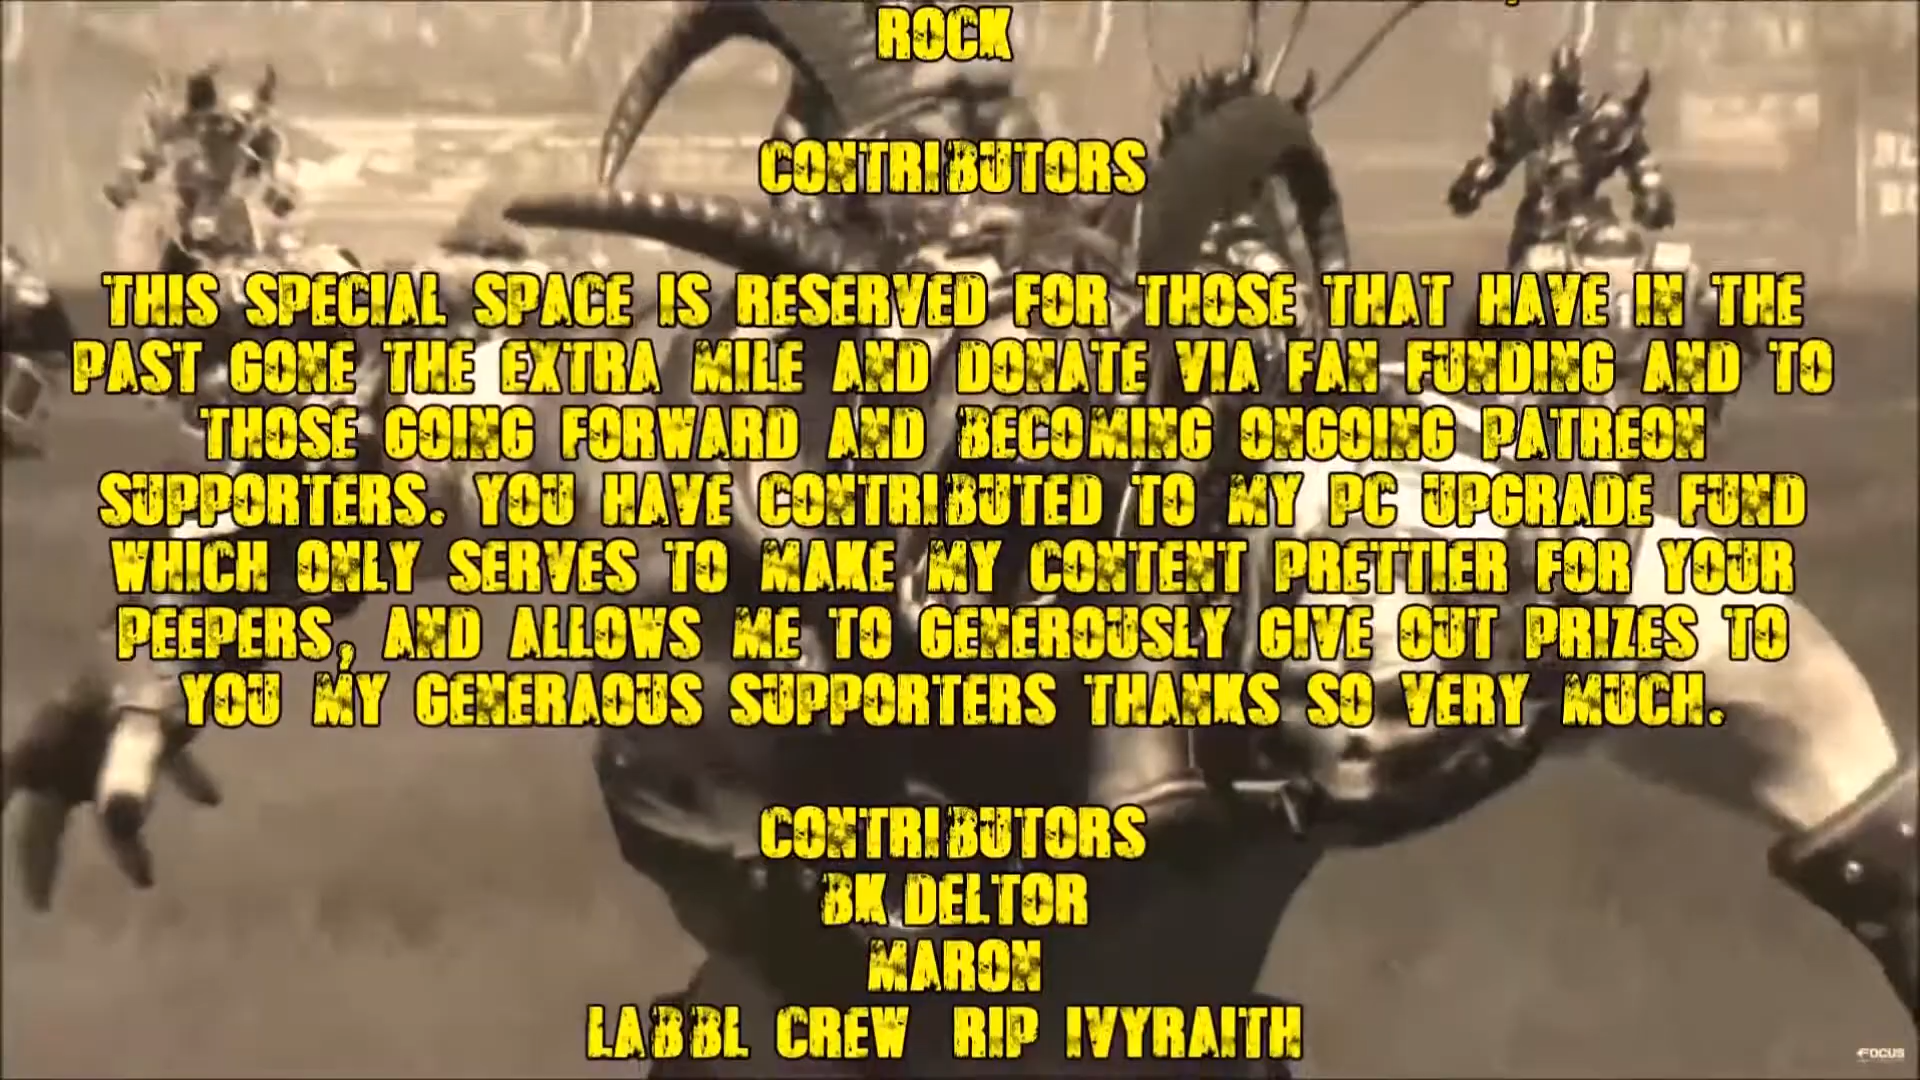 ROCK
CONTRIBUTORS
THIS SPECIAL SPACE IS RESERVED FOR THOSE THAT HAVE IN THE
PAST GONE THE EXTRA MILE AND DONATE VIA FAN FUNDING AND TO
THOSE GOING FORWARD AND BECOMING ONGOING PATREON
SUPPORTERS. YOU HAVE CONTRIBUTED TO MY PC UPGRADE FUND
WHICH ONLY SERVES TO MAKE MY CONTENT PRETTIER FOR YOUR
PEEPERS, AND ALLOWS ME TO GENEROUSLY GIVE OUT PRIZES TO
YOU MY GENERAOUS SUPPORTERS THANKS SO VERY MUCH.
CONTRIBUTORS
BK DELTOR
MARON
LABBL CREW RIP IVYRAITH
FOCUS